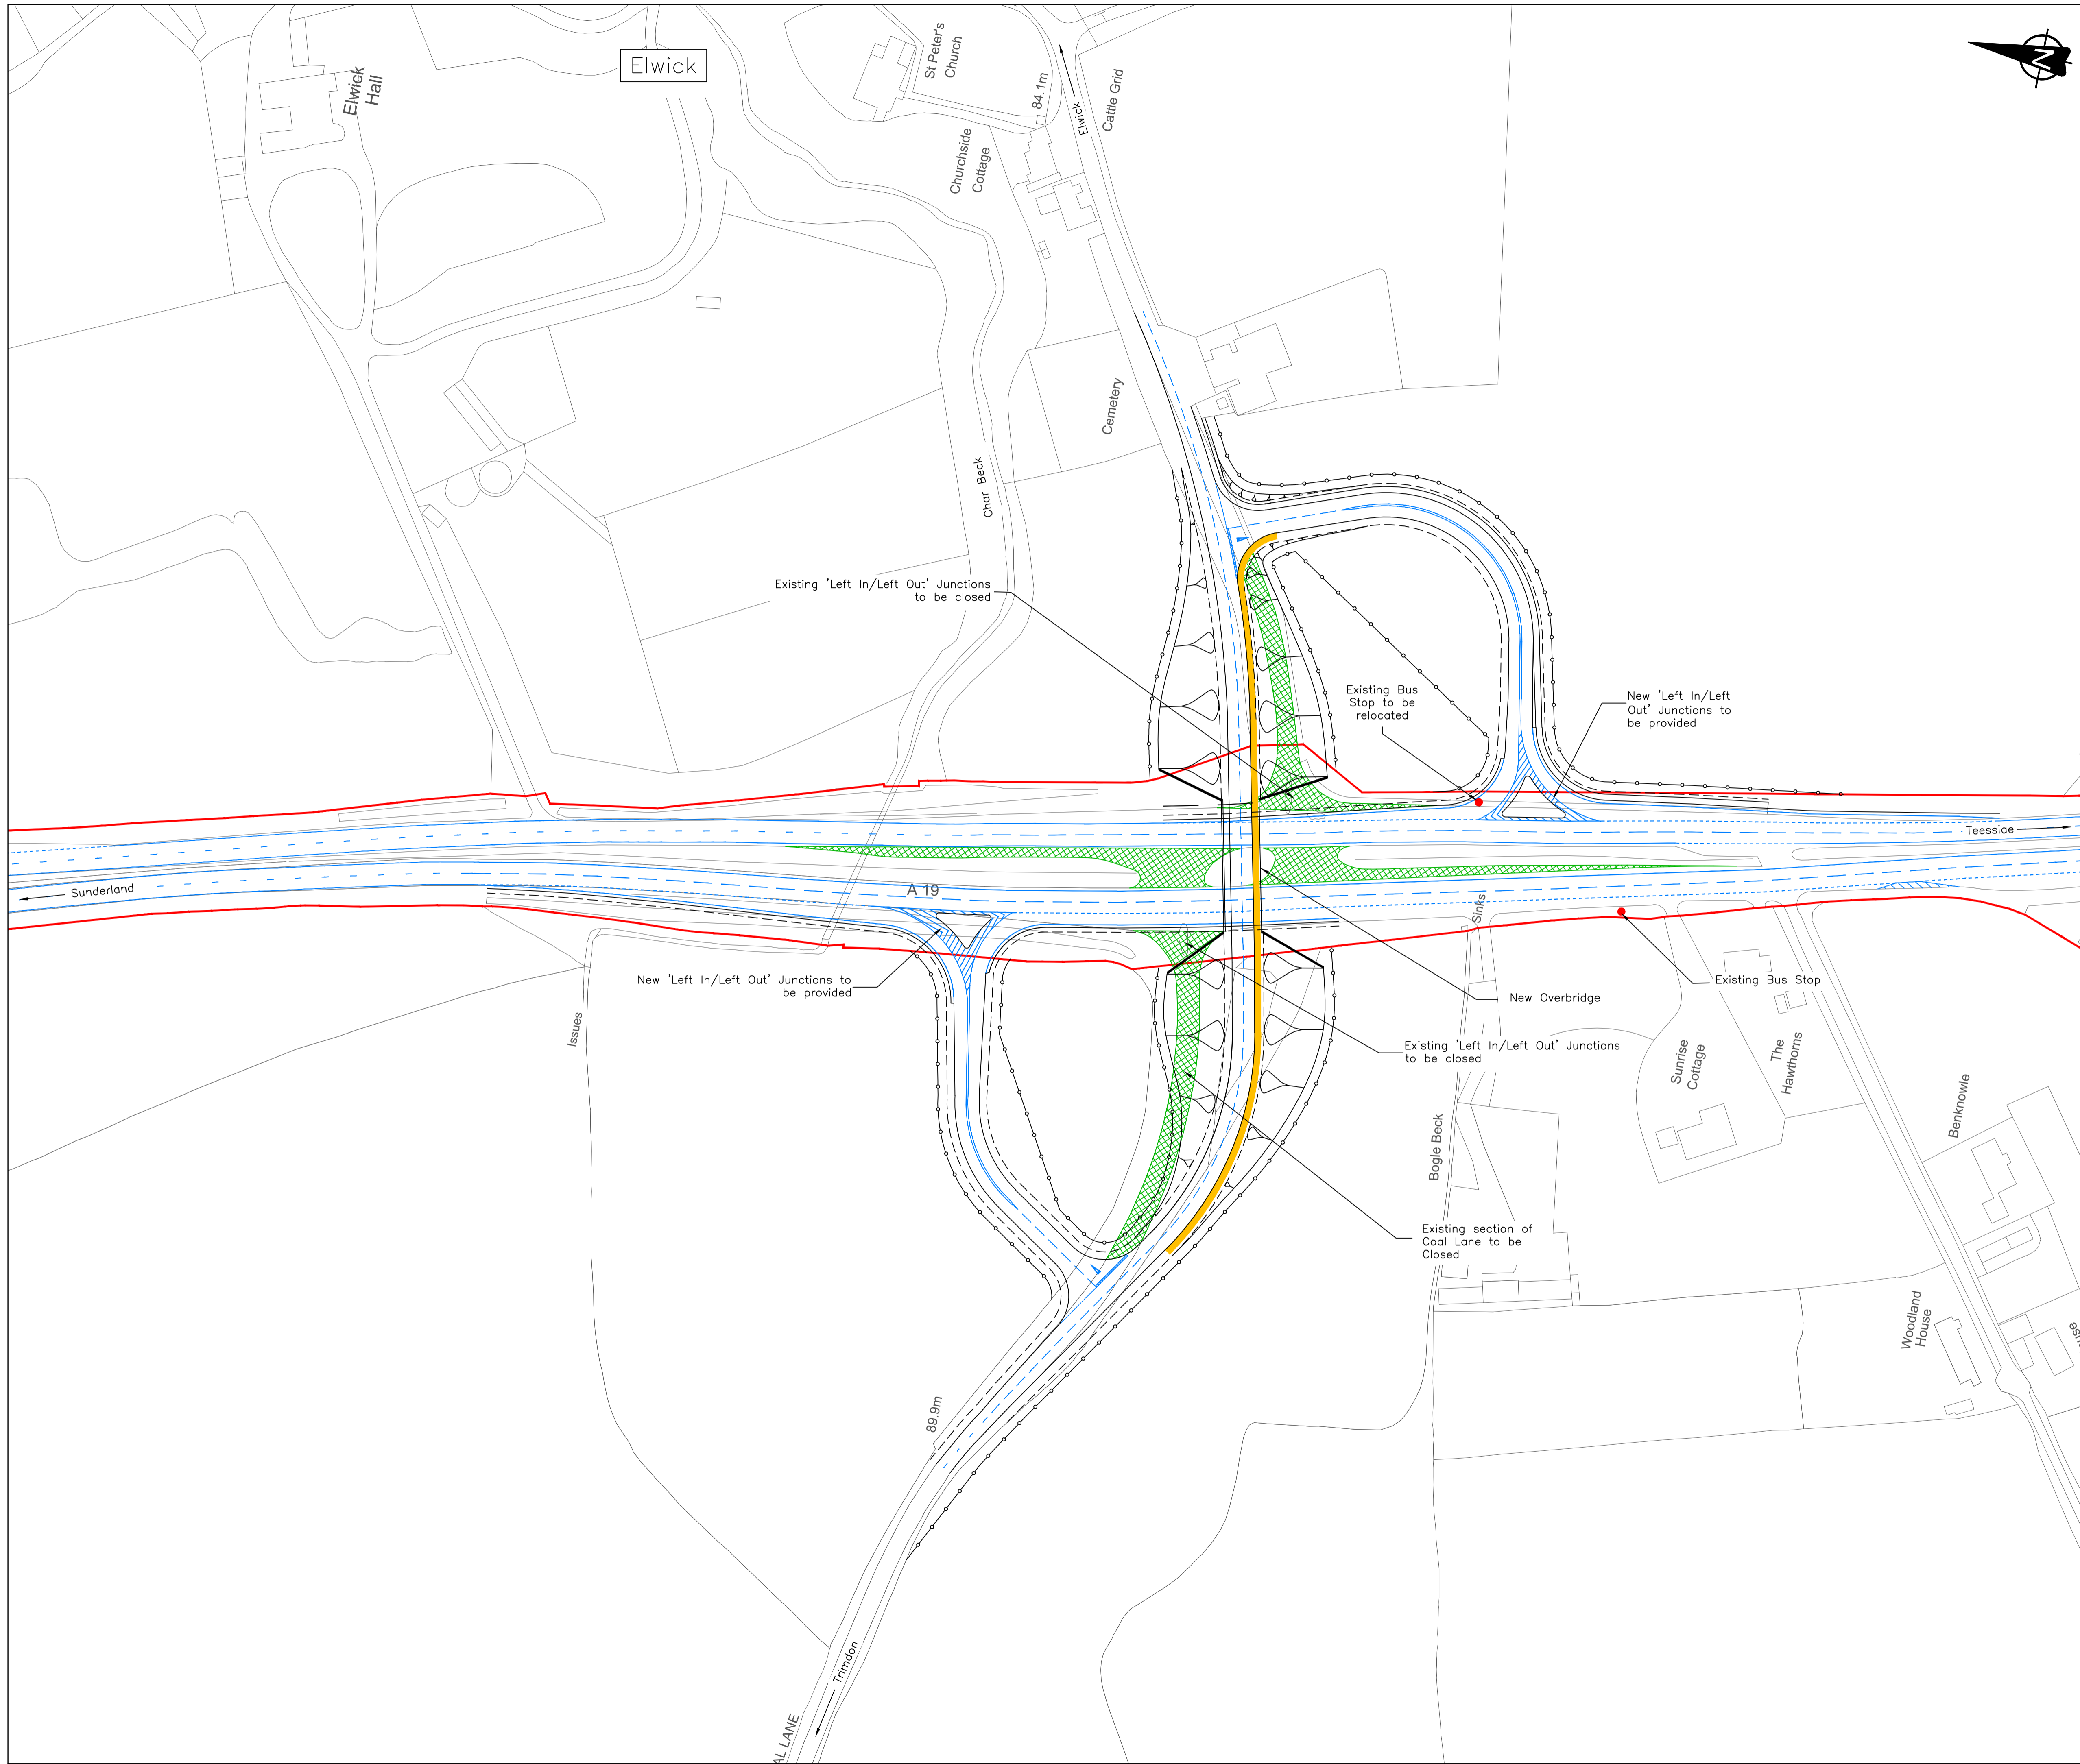 Elwick
N
Elwick
Hall
St Peter's
Church
84.1m
Elwick
Cattle Grid
Churchside
Cottage
Cemetery
Char Beck
Existing 'Left In/Left Out' Junctions
to be closed
Existing Bus
Stop to be
relocated
New 'Left In/Left
Out' Junctions to
be provided
Teesside
Sunderland
A 19
Sinks
New 'Left In/Left Out' Junctions to
be provided
Existing Bus Stop
New Overbridge
Issues
Existing 'Left In/Left Out' Junctions
to be closed
Sunrise
Cottage
The
Hawthorns
Benknowle
Bogle Beck
Existing section of
Coal Lane to be
Closed
Woodland
House
89.9m
Trimdon
AL LANE